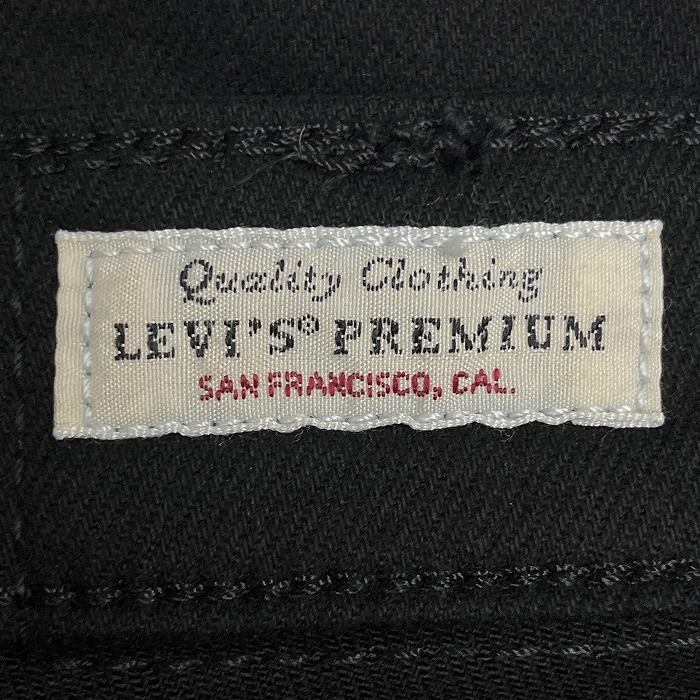 Quality Clothing
LEVI'S® PREMIUM
SAN FRANCISCO, CAL.